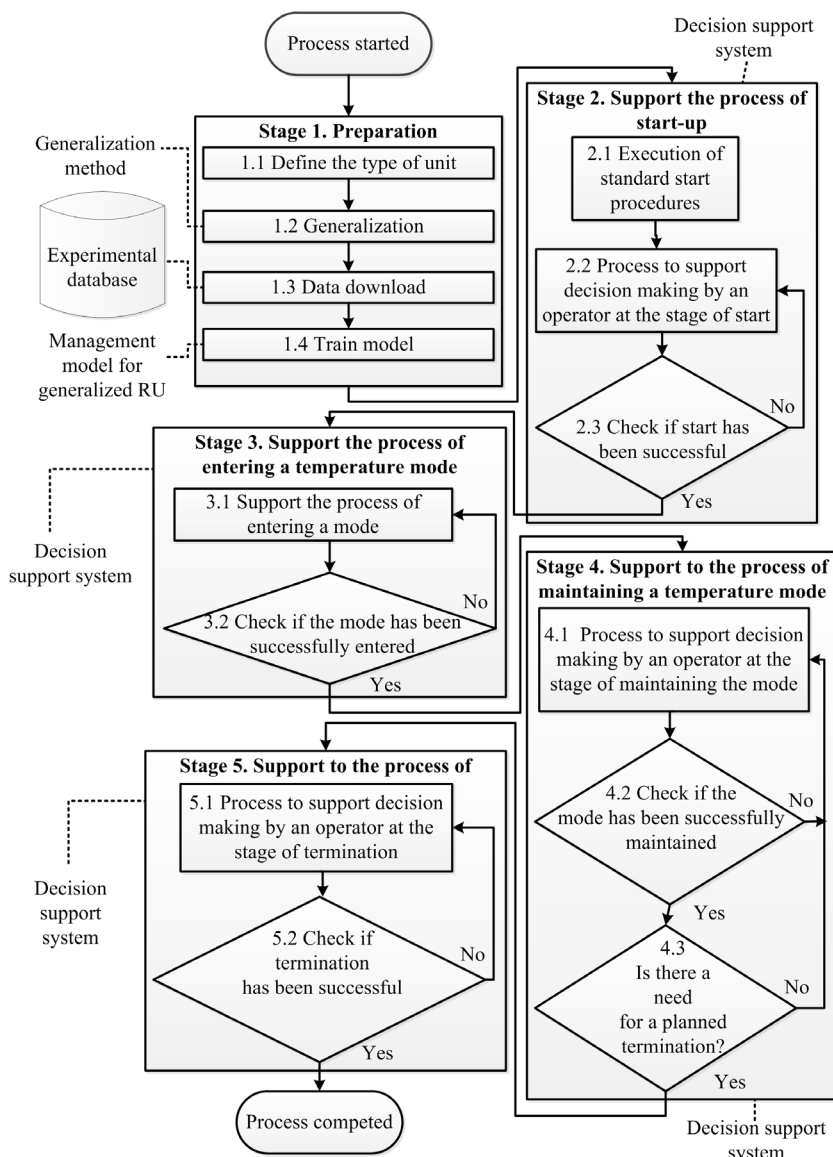 Process started
Decision support
system
Stage 1. Preparation
Generalization
method
1.1 Define the type of unit
1.2 Generalization
Experimental
database
1.3 Data download
Management
model for
generalized RU
1.4 Train model
Stage 2. Support the process of
start-up
2.1 Execution of
standard start
procedures
2.2 Process to support
decision making by an
operator at the stage of start
No
2.3 Check if start has
been successful
Yes
Stage 3. Support the process of
entering a temperature mode
3.1 Support the process of
entering a mode
Decision
support system
No
3.2 Check if the mode has been
successfully entered
Yes
Stage 4. Support to the process of
maintaining a temperature mode
4.1 Process to support decision
making by an operator at the
stage of maintaining the mode
4.2 Check if the
mode has been successfully
maintained
No
Yes
4.3
Is there a
need
for a planned
termination?
No
Yes
Decision support
system
Stage 5. Support to the process of
5.1 Process to support decision
making by an operator at the
stage of termination
Decision
support
system
5.2 Check if
termination
has been successful
No
Yes
Process competed